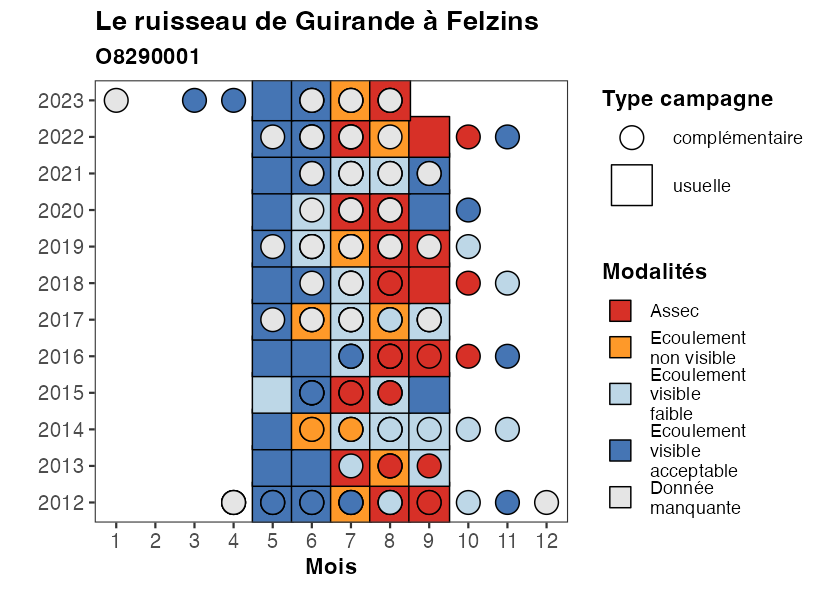 Le ruisseau de Guirande à Felzins
O8290001
2023
2022
2021
2020
2019
2018
2017
2016
2015
2014
2013
2012
1 2 3 4 5 6 7 8 9 10 11 12
Mois
Type campagne
complémentaire
usuelle
Modalités
Assec
Ecoulement
non visible
Ecoulement
visible
faible
Ecoulement
visible
acceptable
Donnée
manquante